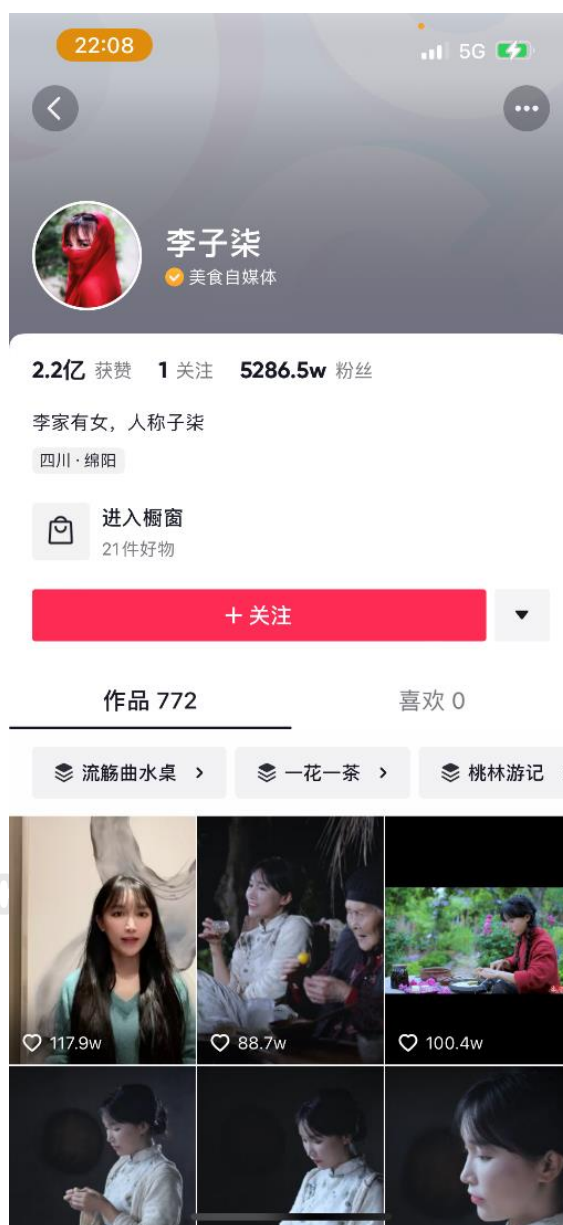 22:08
5G
李子柒
美食自媒体
2.2亿 获赞 1 关注 5286.5w 粉丝
李家有女，人称子柒
四川·绵阳
进入橱窗
21件好物
+ 关注
作品 772 喜欢 0
流觞曲水桌 一花一茶 桃林游记
117.9w 88.7w 100.4w